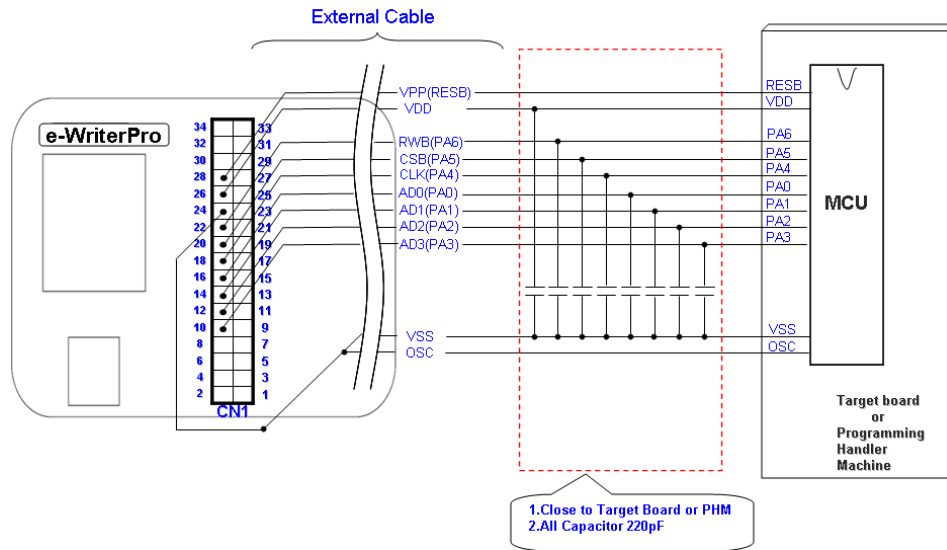 External Cable
e-WriterPro
34 33
32 31
30 29
28 27
26 25
24 23
22 21
20 19
18 17
16 15
14 13
12 11
10 9
8 7
6 5
4 3
2 1
CN1
VPP(RESB)
VDD
RWB(PA6)
CSB(PA5)
CLK(PA4)
AD0(PA0)
AD1(PA1)
AD2(PA2)
AD3(PA3)
VSS
OSC
RESB
VDD
PA6
PA5
PA4
PA0
PA1
PA2
PA3
VSS
OSC
MCU
Target board
or
Programming
Handler
Machine
1.Close to Target Board or PHM
2.All Capacitor 220pF